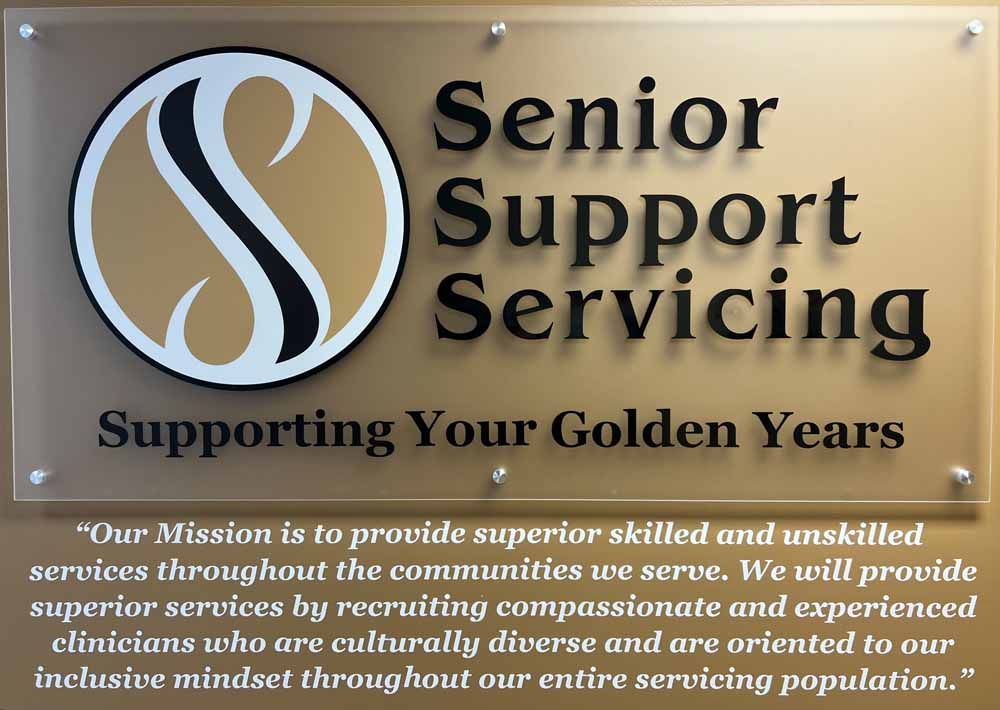 Senior
Support
Servicing
Supporting Your Golden Years
“Our Mission is to provide superior skilled and unskilled
services throughout the communities we serve. We will provide
superior services by recruiting compassionate and experienced
clinicians who are culturally diverse and are oriented to our
inclusive mindset throughout our entire servicing population.”